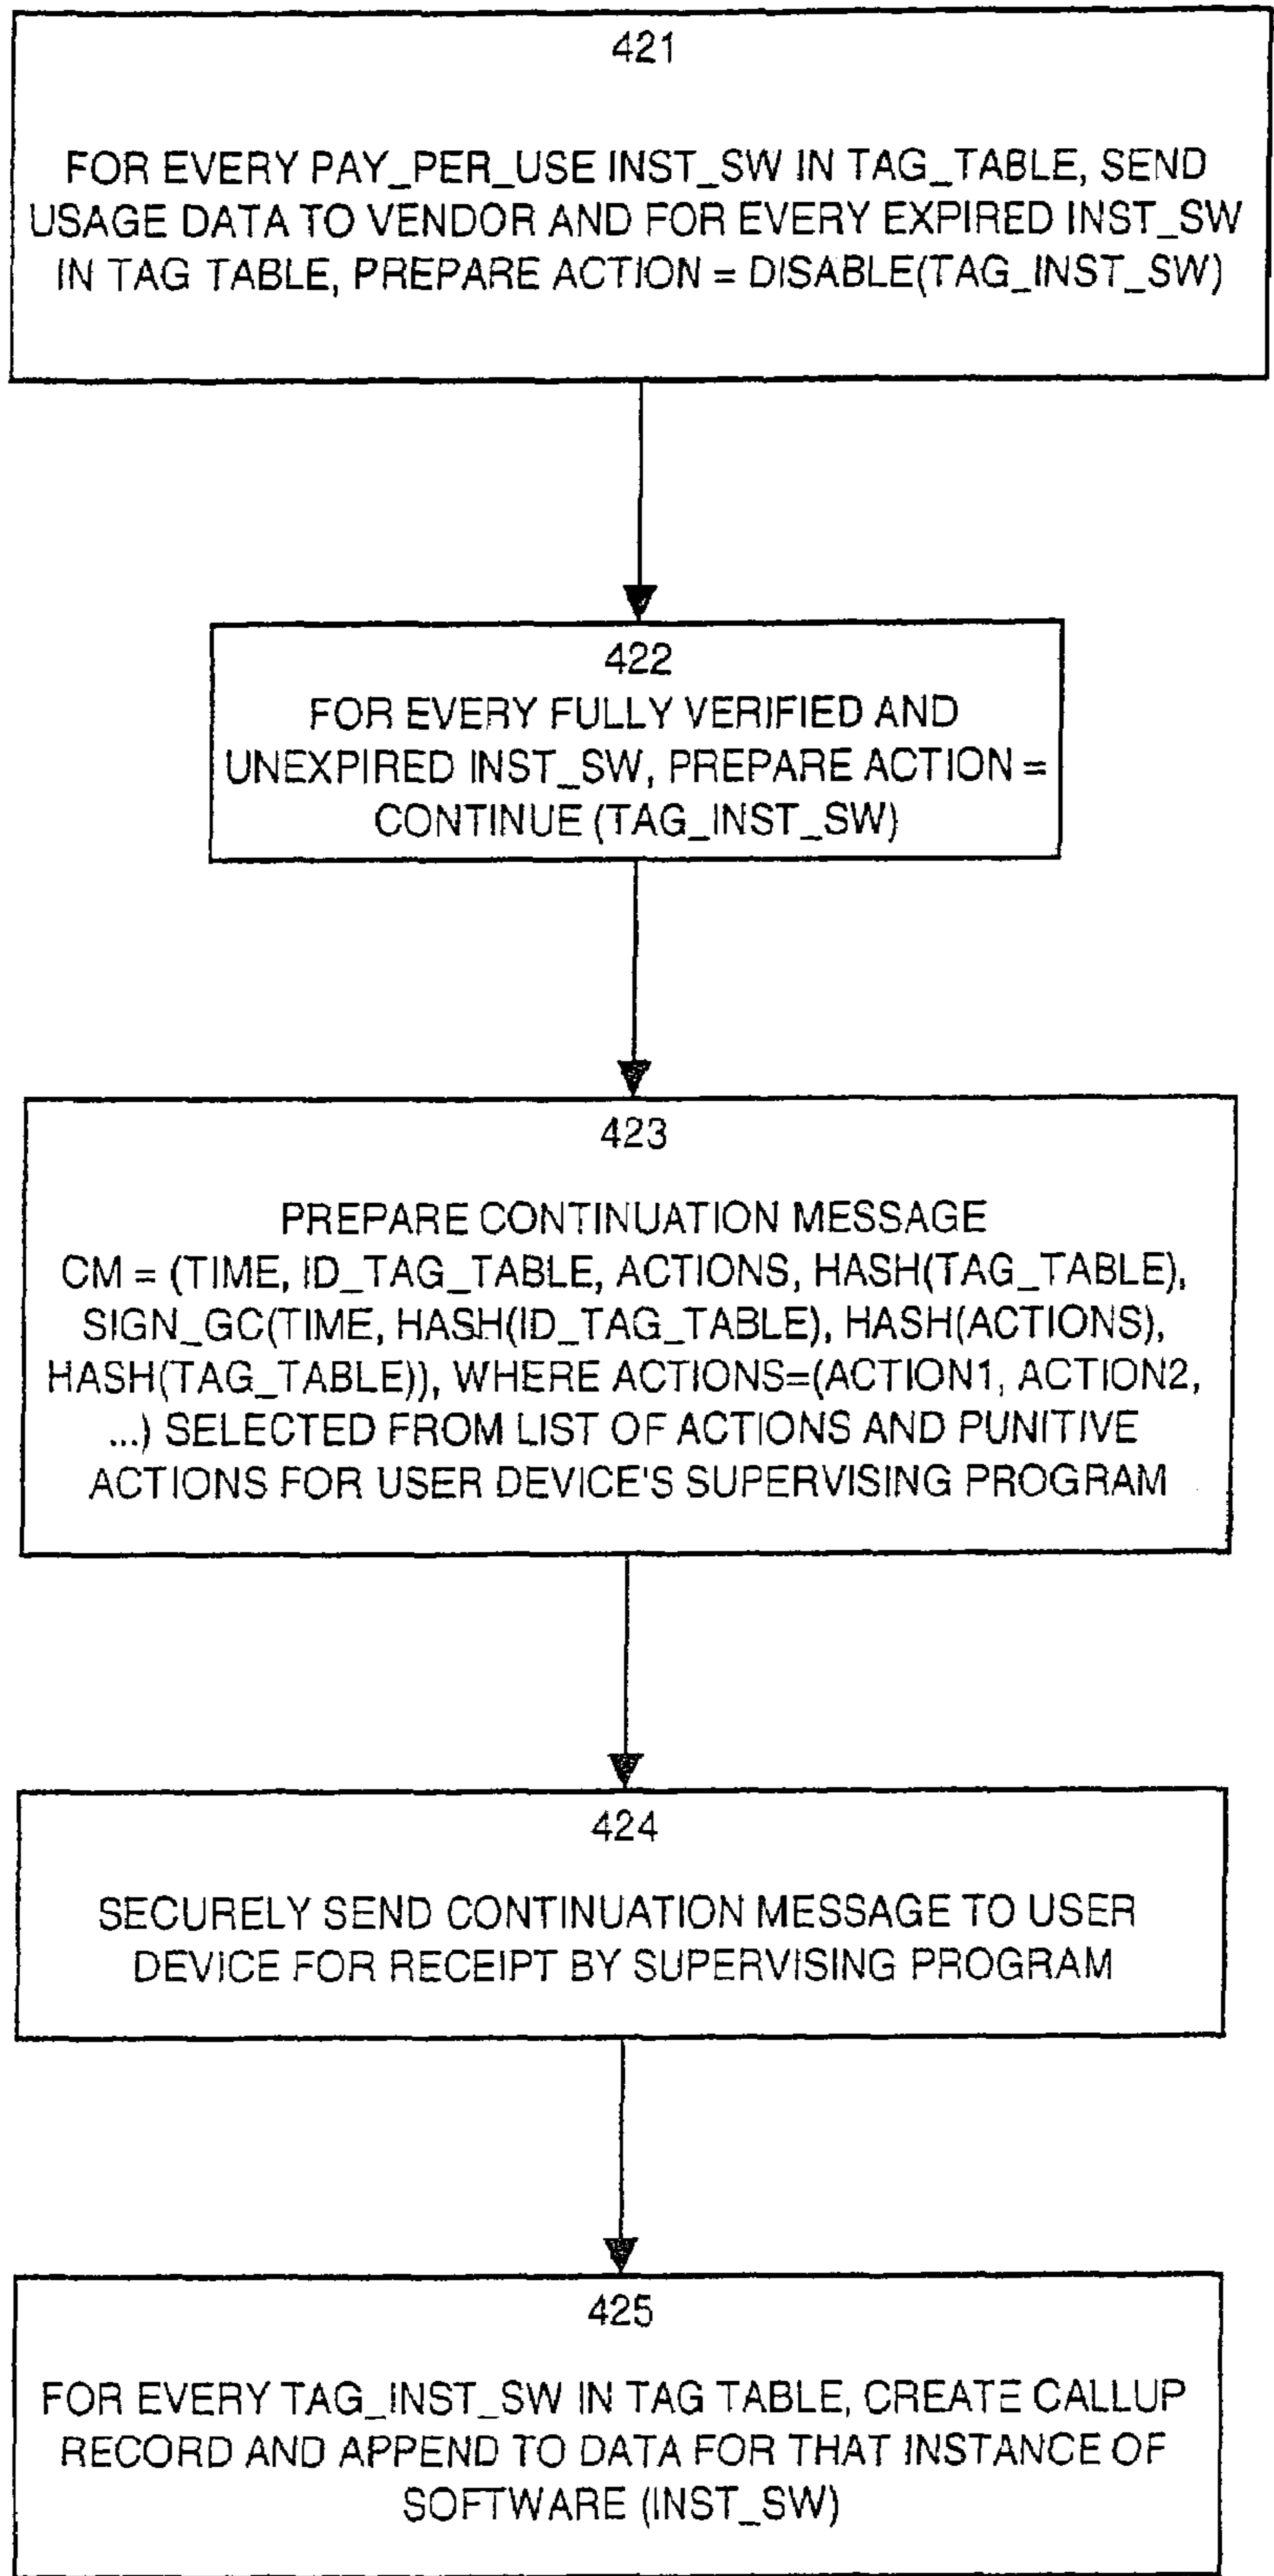 421
FOR EVERY PAY_PER_USE INST_SW IN TAG_TABLE, SEND
USAGE DATA TO VENDOR AND FOR EVERY EXPIRED INST_SW
IN TAG TABLE, PREPARE ACTION = DISABLE(TAG_INST_SW)
422
FOR EVERY FULLY VERIFIED AND
UNEXPIRED INST_SW, PREPARE ACTION =
CONTINUE (TAG_INST_SW)
423
PREPARE CONTINUATION MESSAGE
CM = (TIME, ID_TAG_TABLE, ACTIONS, HASH(TAG_TABLE),
SIGN_GC(TIME, HASH(ID_TAG_TABLE), HASH(ACTIONS),
HASH(TAG_TABLE)), WHERE ACTIONS=(ACTION1, ACTION2,
...) SELECTED FROM LIST OF ACTIONS AND PUNITIVE
ACTIONS FOR USER DEVICE'S SUPERVISING PROGRAM
424
SECURELY SEND CONTINUATION MESSAGE TO USER
DEVICE FOR RECEIPT BY SUPERVISING PROGRAM
425
FOR EVERY TAG_INST_SW IN TAG TABLE, CREATE CALLUP
RECORD AND APPEND TO DATA FOR THAT INSTANCE OF
SOFTWARE (INST_SW)